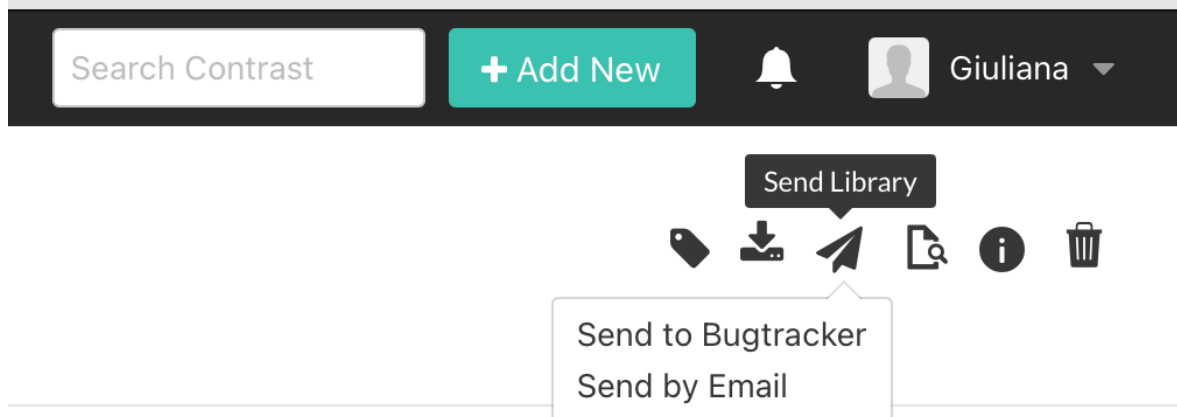 Search Contrast
+ Add New
Giuliana
Send Library
Send to Bugtracker
Send by Email